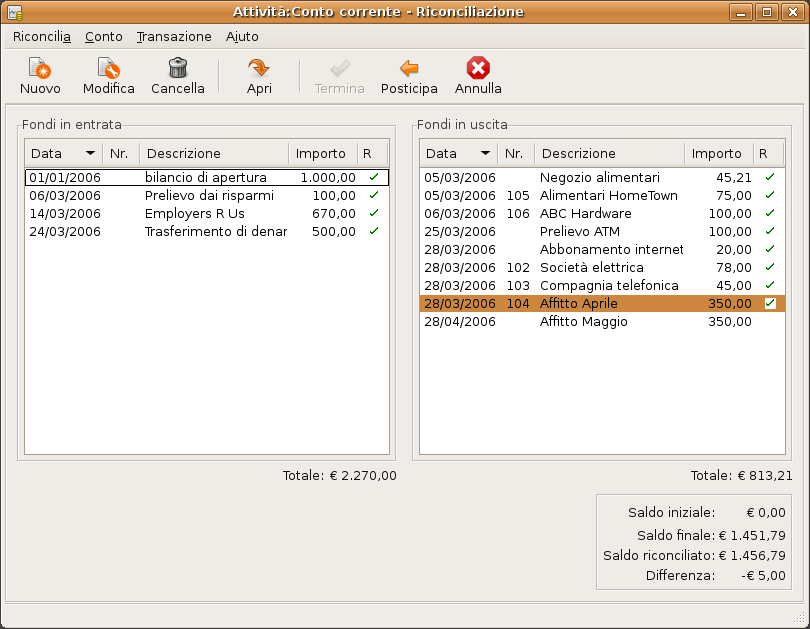 Attività:Conto corrente - Riconciliazione
Riconcilia Conto Transazione Aiuto
Nuovo Modifica Cancella Apri Termina Posticipa Annulla
Fondi in entrata
Data Nr. Descrizione Importo R
01/01/2006 bilancio di apertura 1.000,00 ✓
06/03/2006 Prelievo dai risparmi 100,00 ✓
14/03/2006 Employers R Us 670,00 ✓
24/03/2006 Trasferimento di denar 500,00 ✓
Totale: € 2.270,00
Fondi in uscita
Data Nr. Descrizione Importo R
05/03/2006 Negozio alimentari 45,21 ✓
05/03/2006 105 Alimentari HomeTown 75,00 ✓
06/03/2006 106 ABC Hardware 100,00 ✓
25/03/2006 Prelievo ATM 100,00 ✓
28/03/2006 Abbonamento internet 20,00 ✓
28/03/2006 102 Società elettrica 78,00 ✓
28/03/2006 103 Compagnia telefonica 45,00 ✓
28/03/2006 104 Affitto Aprile 350,00 ✓
28/04/2006 Affitto Maggio 350,00
Totale: € 813,21
Saldo iniziale: € 0,00
Saldo finale: € 1.451,79
Saldo riconciliato: € 1.456,79
Differenza: -€ 5,00